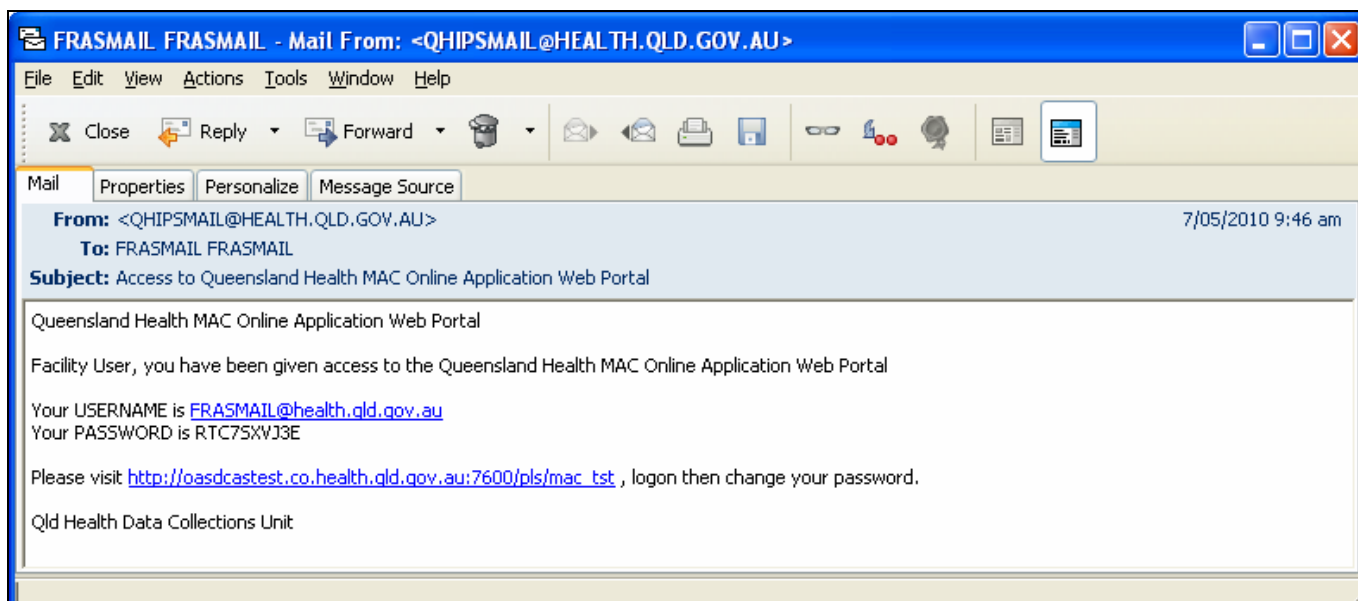 FRASMAIL FRASMAIL - Mail From: <QHIPSMAIL@HEALTH.QLD.GOV.AU>
File Edit View Actions Tools Window Help
Close Reply Forward
Mail Properties Personalize Message Source
From: <QHIPSMAIL@HEALTH.QLD.GOV.AU> 7/05/2010 9:46 am
To: FRASMAIL FRASMAIL
Subject: Access to Queensland Health MAC Online Application Web Portal
Queensland Health MAC Online Application Web Portal
Facility User, you have been given access to the Queensland Health MAC Online Application Web Portal
Your USERNAME is FRASMAIL@health.qld.gov.au
Your PASSWORD is RTC7SXVJ3E
Please visit http://oasdcastest.co.health.qld.gov.au:7600/pls/mac_tst , logon then change your password.
Qld Health Data Collections Unit